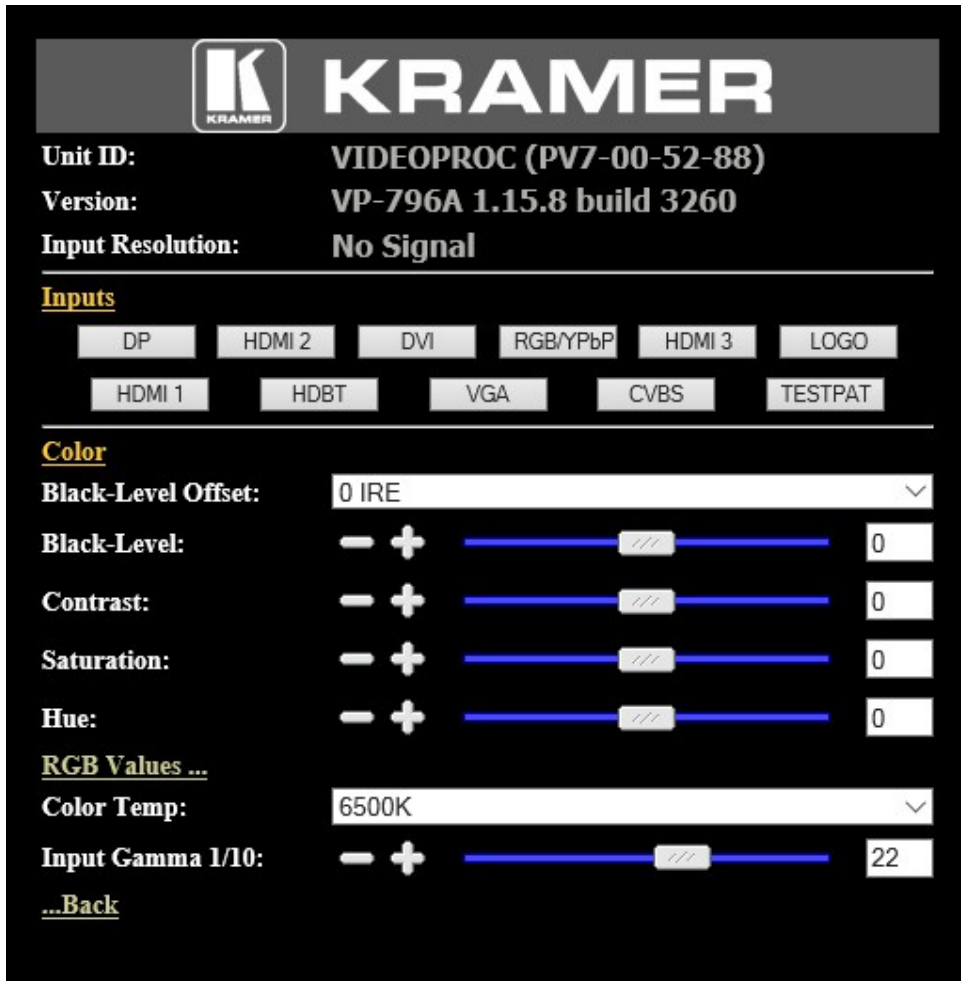 KRAMER KRAMER
Unit ID: VIDEOPROC (PV7-00-52-88)
Version: VP-796A 1.15.8 build 3260
Input Resolution: No Signal
Inputs
DP HDMI 2 DVI RGB/YPbP HDMI 3 LOGO
HDMI 1 HDBT VGA CVBS TESTPAT
Color
Black-Level Offset: 0 IRE
Black-Level: 0
Contrast: 0
Saturation: 0
Hue: 0
RGB Values ...
Color Temp: 6500K
Input Gamma 1/10: 22
...Back